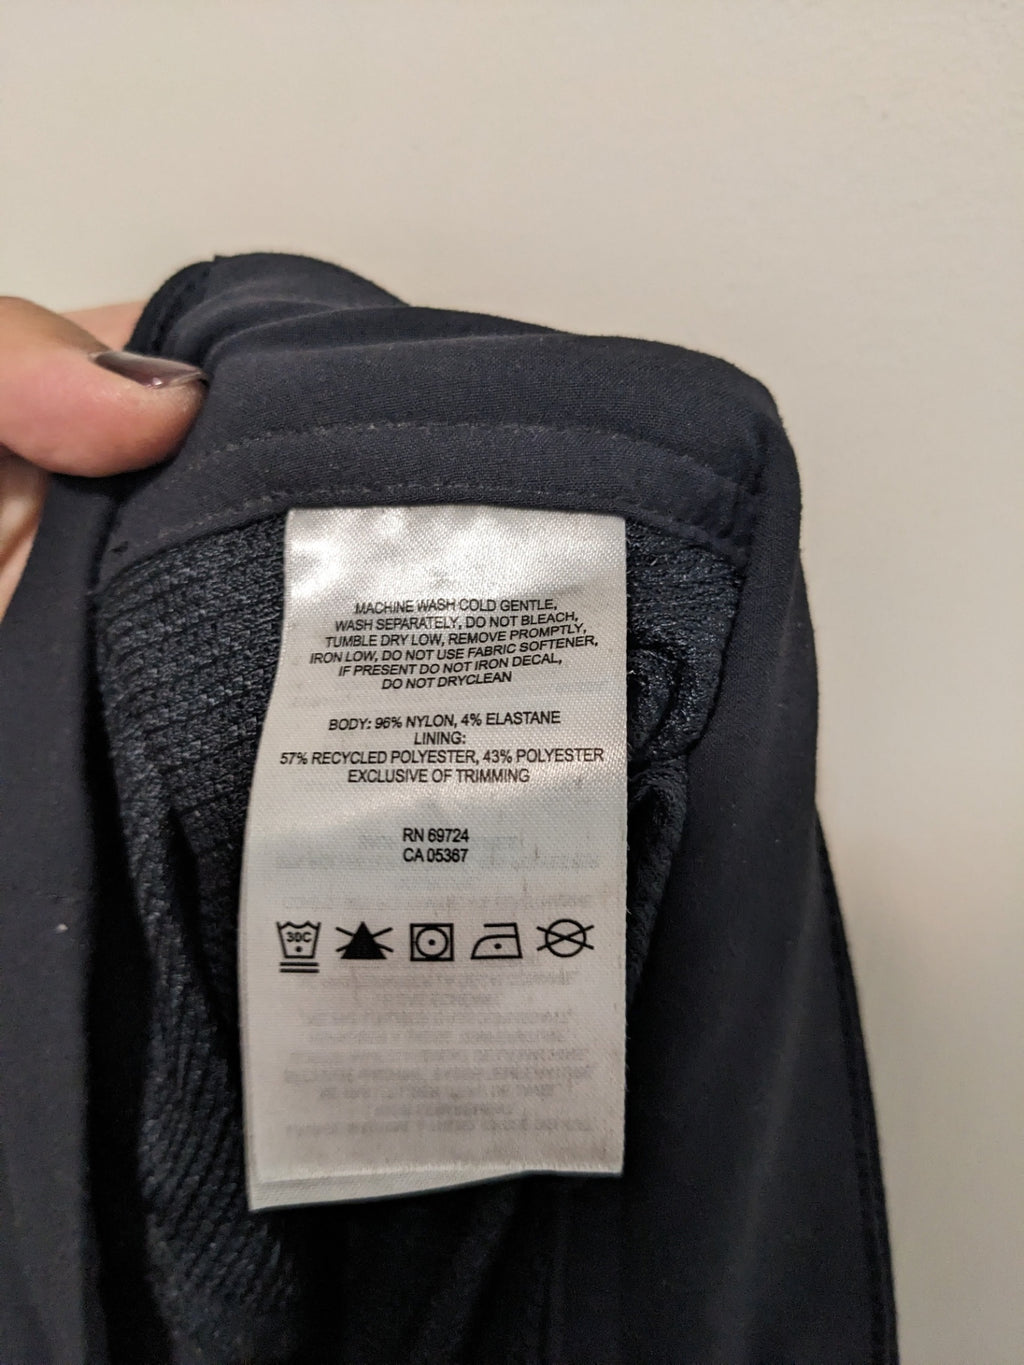 MACHINE WASH COLD GENTLE,
WASH SEPARATELY, DO NOT BLEACH,
TUMBLE DRY LOW, REMOVE PROMPTLY,
IRON LOW, DO NOT USE FABRIC SOFTENER,
IF PRESENT DO NOT IRON DECAL,
DO NOT DRYCLEAN
BODY: 96% NYLON, 4% ELASTANE
LINING:
57% RECYCLED POLYESTER, 43% POLYESTER
EXCLUSIVE OF TRIMMING
RN 69724
CA 05367
30C